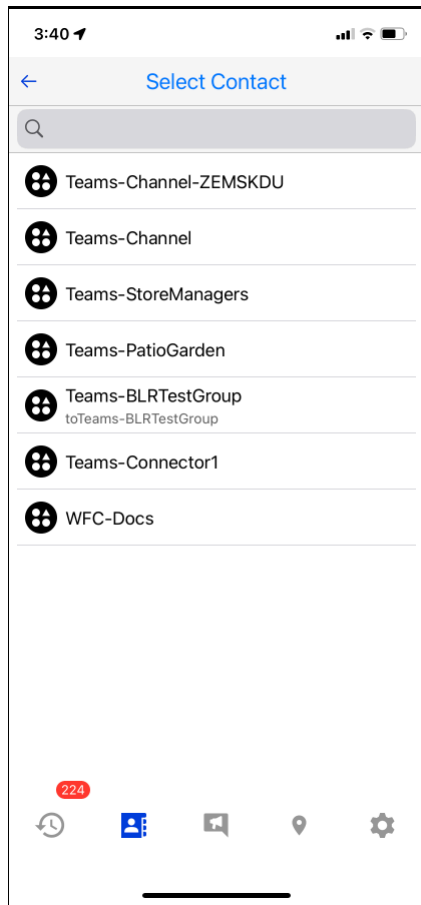 3:40
Select Contact
Teams-Channel-ZEMSKDU
Teams-Channel
Teams-StoreManagers
Teams-PatioGarden
Teams-BLRTestGroup
toTeams-BLRTestGroup
Teams-Connector1
WFC-Docs
224